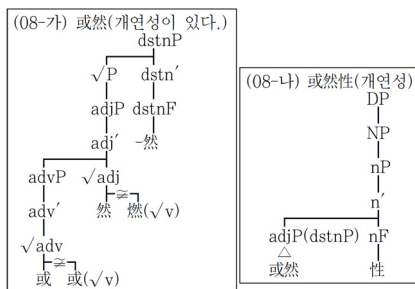 (08-가) 或然(개연성이 있다.)
dstnP
√P dstn′
adjP dstnF
adj′ -然
advP √adj
adv′ ≆
然 燃(√v)
√adv
≆
或 或(√v)
(08-나) 或然性(개연성)
DP
NP
nP
n′
adjP(dstnP) nF
△
或然 性